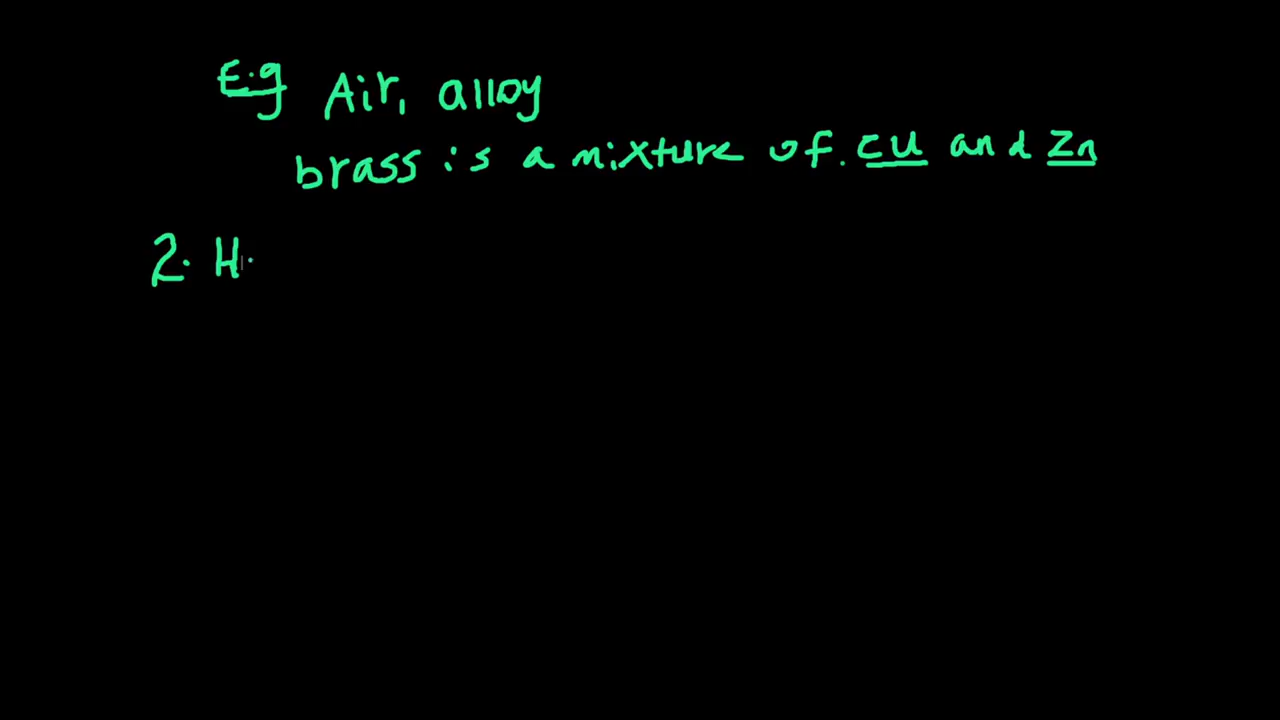 E.g Air, alloy
brass is a mixture of. cu and Zn
2. H.